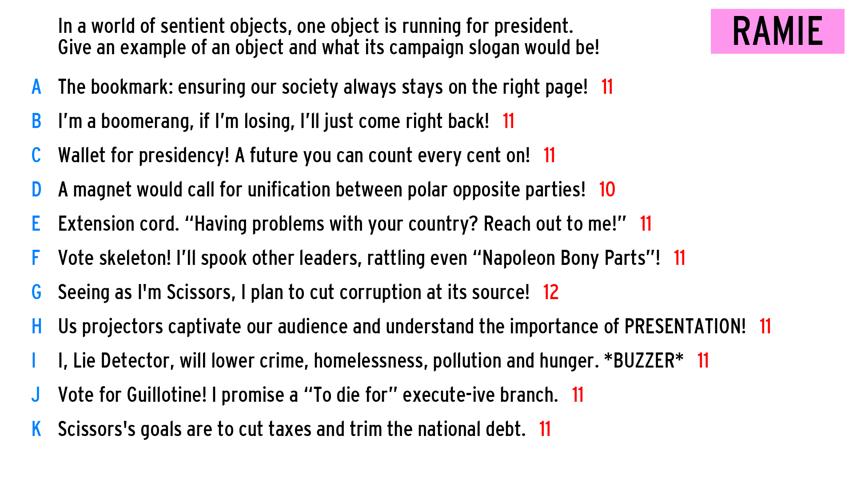 In a world of sentient objects, one object is running for president.
Give an example of an object and what its campaign slogan would be!
RAMIE
A The bookmark: ensuring our society always stays on the right page! 11
B I'm a boomerang, if I'm losing, I'll just come right back! 11
C Wallet for presidency! A future you can count every cent on! 11
D A magnet would call for unification between polar opposite parties! 10
E Extension cord. “Having problems with your country? Reach out to me!” 11
F Vote skeleton! I'll spook other leaders, rattling even “Napoleon Bony Parts”! 11
G Seeing as I'm Scissors, I plan to cut corruption at its source! 12
H Us projectors captivate our audience and understand the importance of PRESENTATION! 11
I I, Lie Detector, will lower crime, homelessness, pollution and hunger. *BUZZER* 11
J Vote for Guillotine! I promise a “To die for” execute-ive branch. 11
K Scissors's goals are to cut taxes and trim the national debt. 11